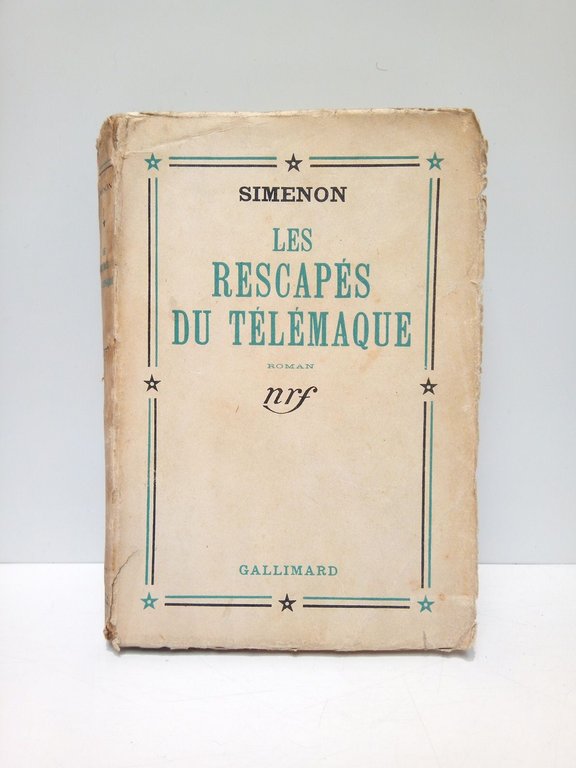 SIMENON
LES
RESCAPÉS
DU TÉLÉMAQUE
ROMAN
nrf
GALLIMARD